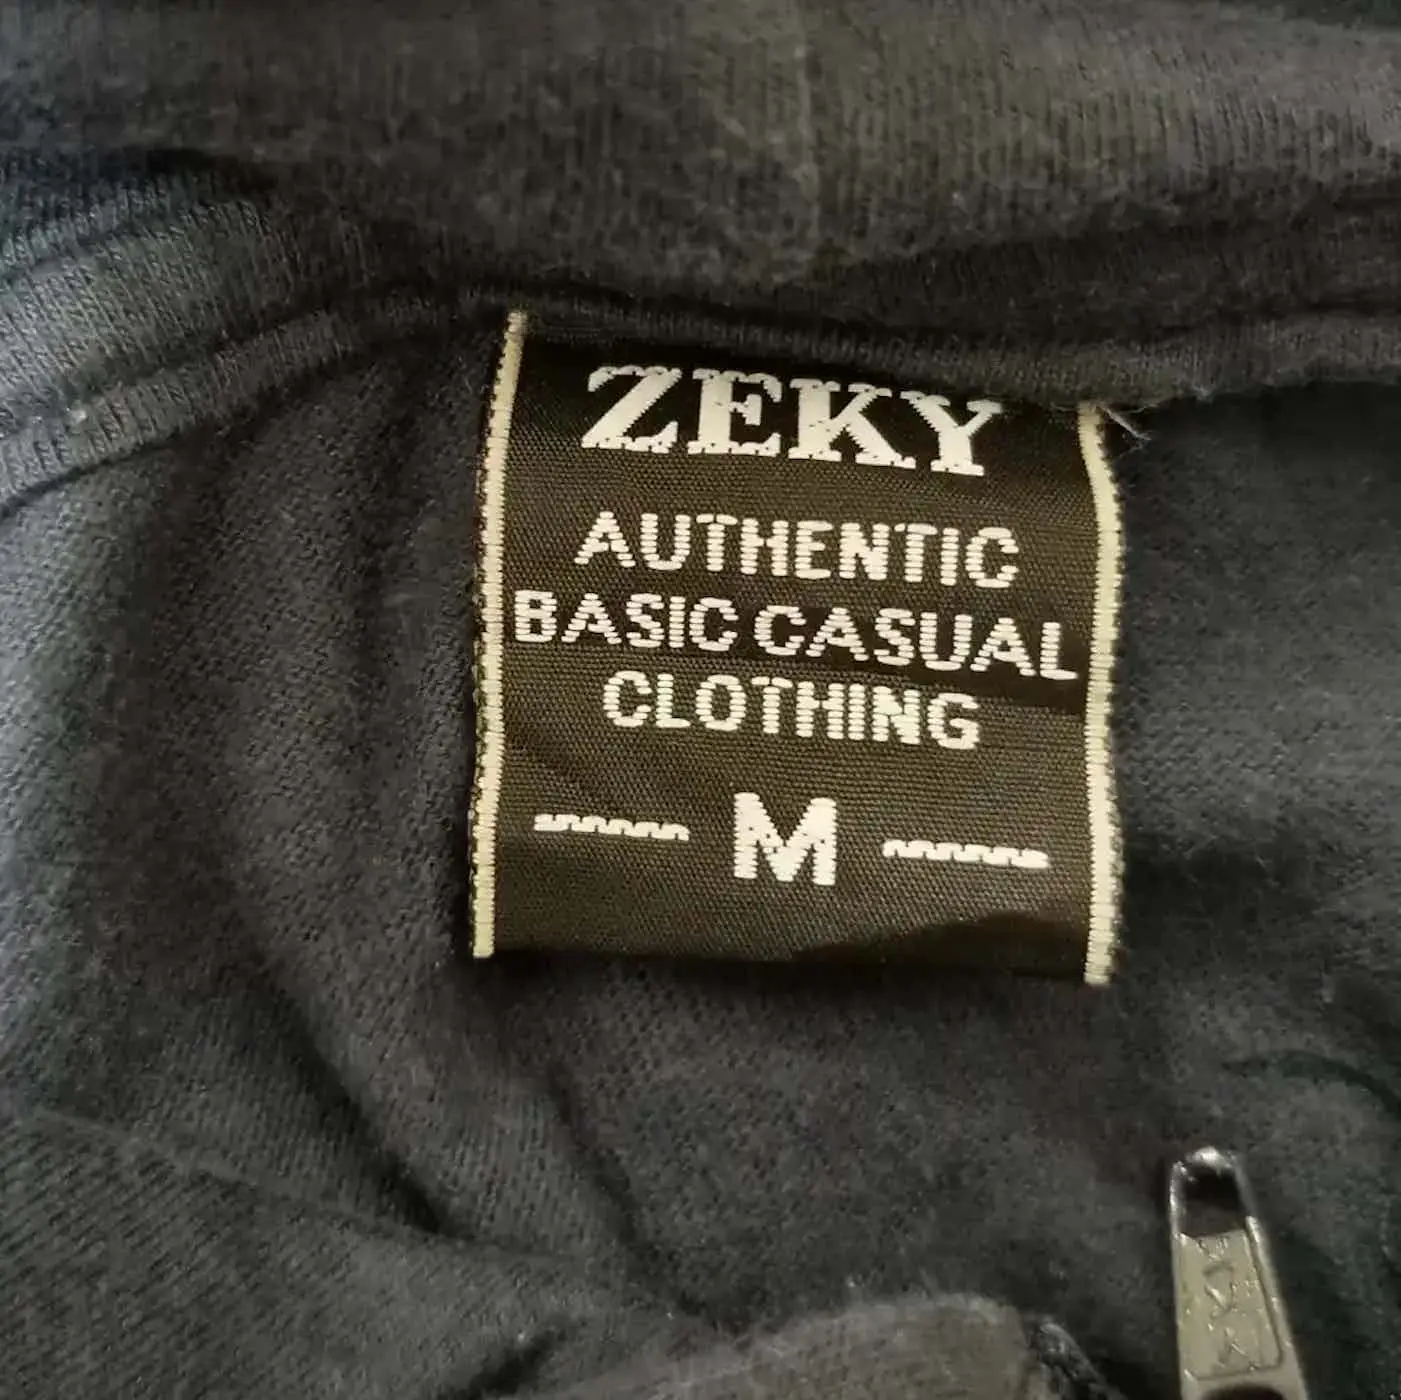 ZEKY
AUTHENTIC
BASIC CASUAL
CLOTHING
M